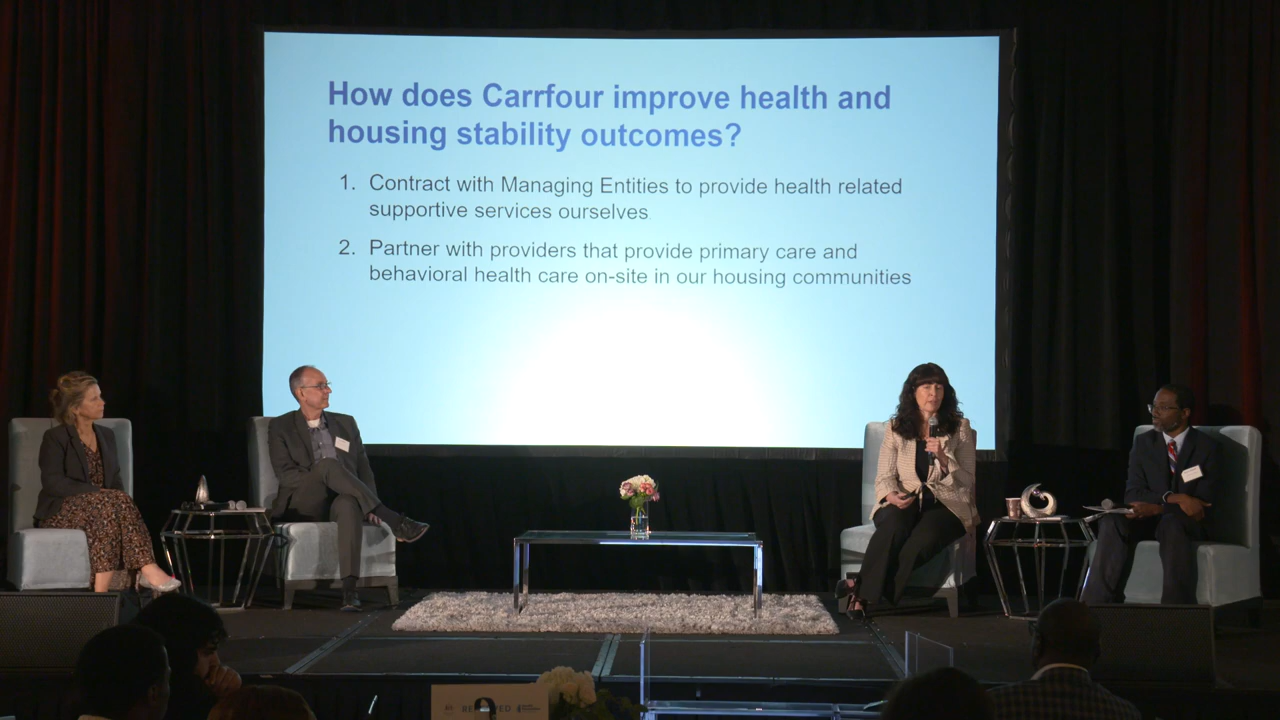 How does Carrfour improve health and
housing stability outcomes?
1. Contract with Managing Entities to provide health related
supportive services ourselves
2. Partner with providers that provide primary care and
behavioral health care on-site in our housing communities